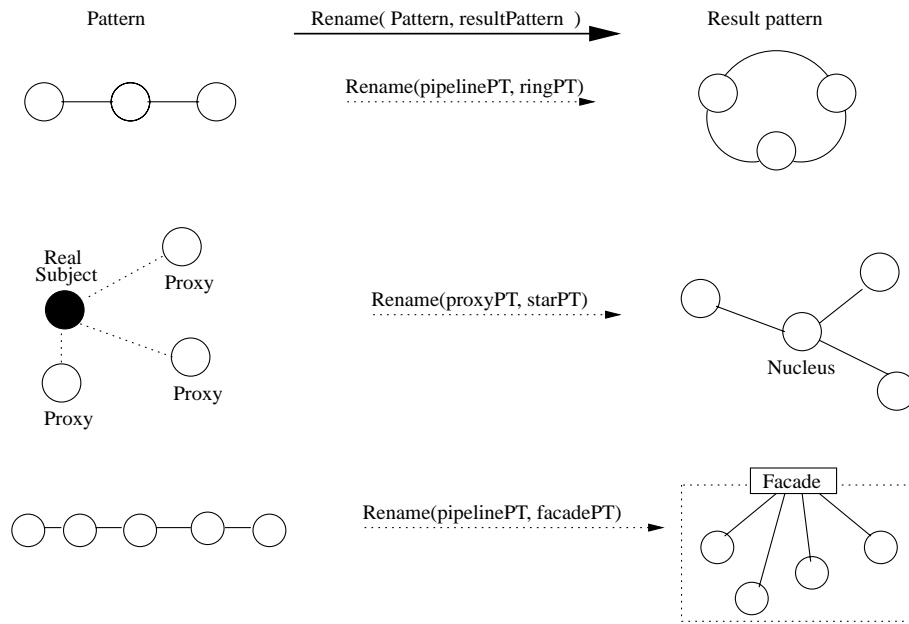 Pattern
Rename( Pattern, resultPattern )
Result pattern
Rename(pipelinePT, ringPT)
Real
Subject
Proxy
Proxy
Proxy
Rename(proxyPT, starPT)
Nucleus
Rename(pipelinePT, facadePT)
Facade